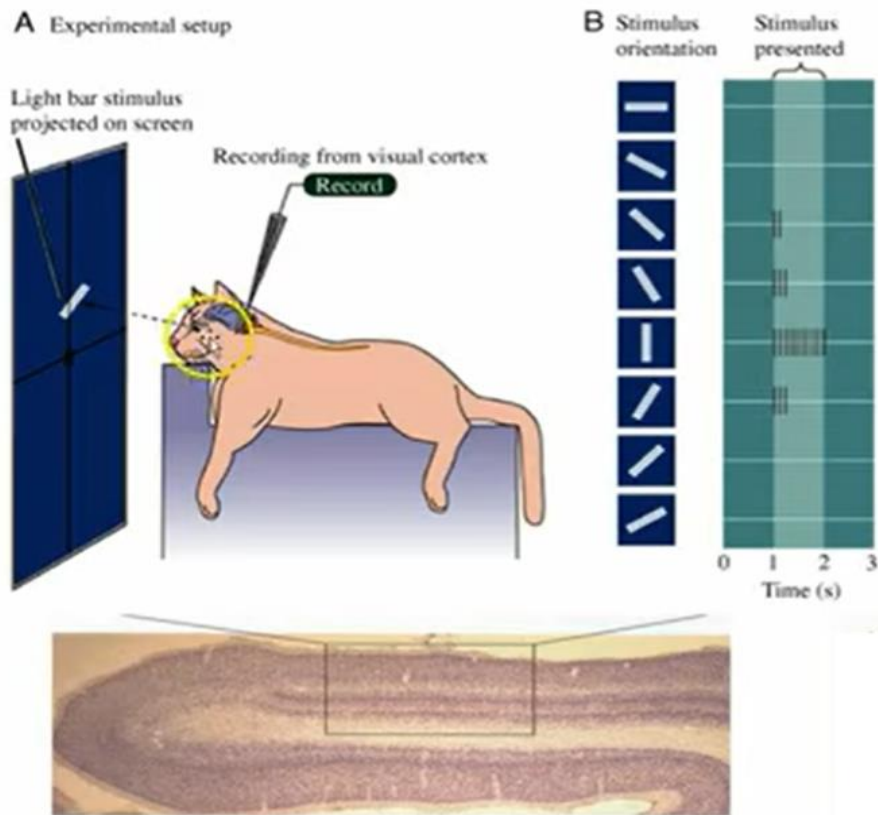 A Experimental setup
Light bar stimulus
projected on screen
Recording from visual cortex
Record
B Stimulus
orientation
Stimulus
presented
0 1 2 3
Time (s)